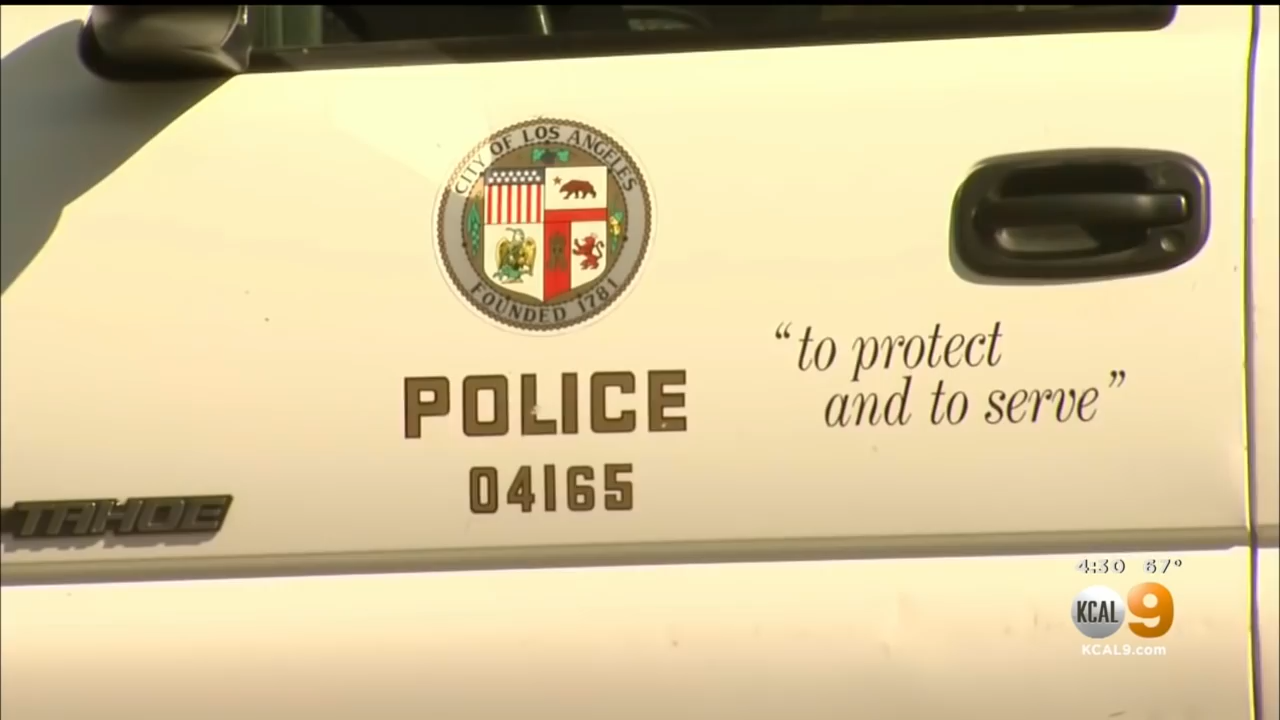 CITY OF LOS ANGELES
FOUNDED 1781
POLICE
04165
“to protect
and to serve”
TAHOE
4:30 67°
KCAL 9
KCAL9.com